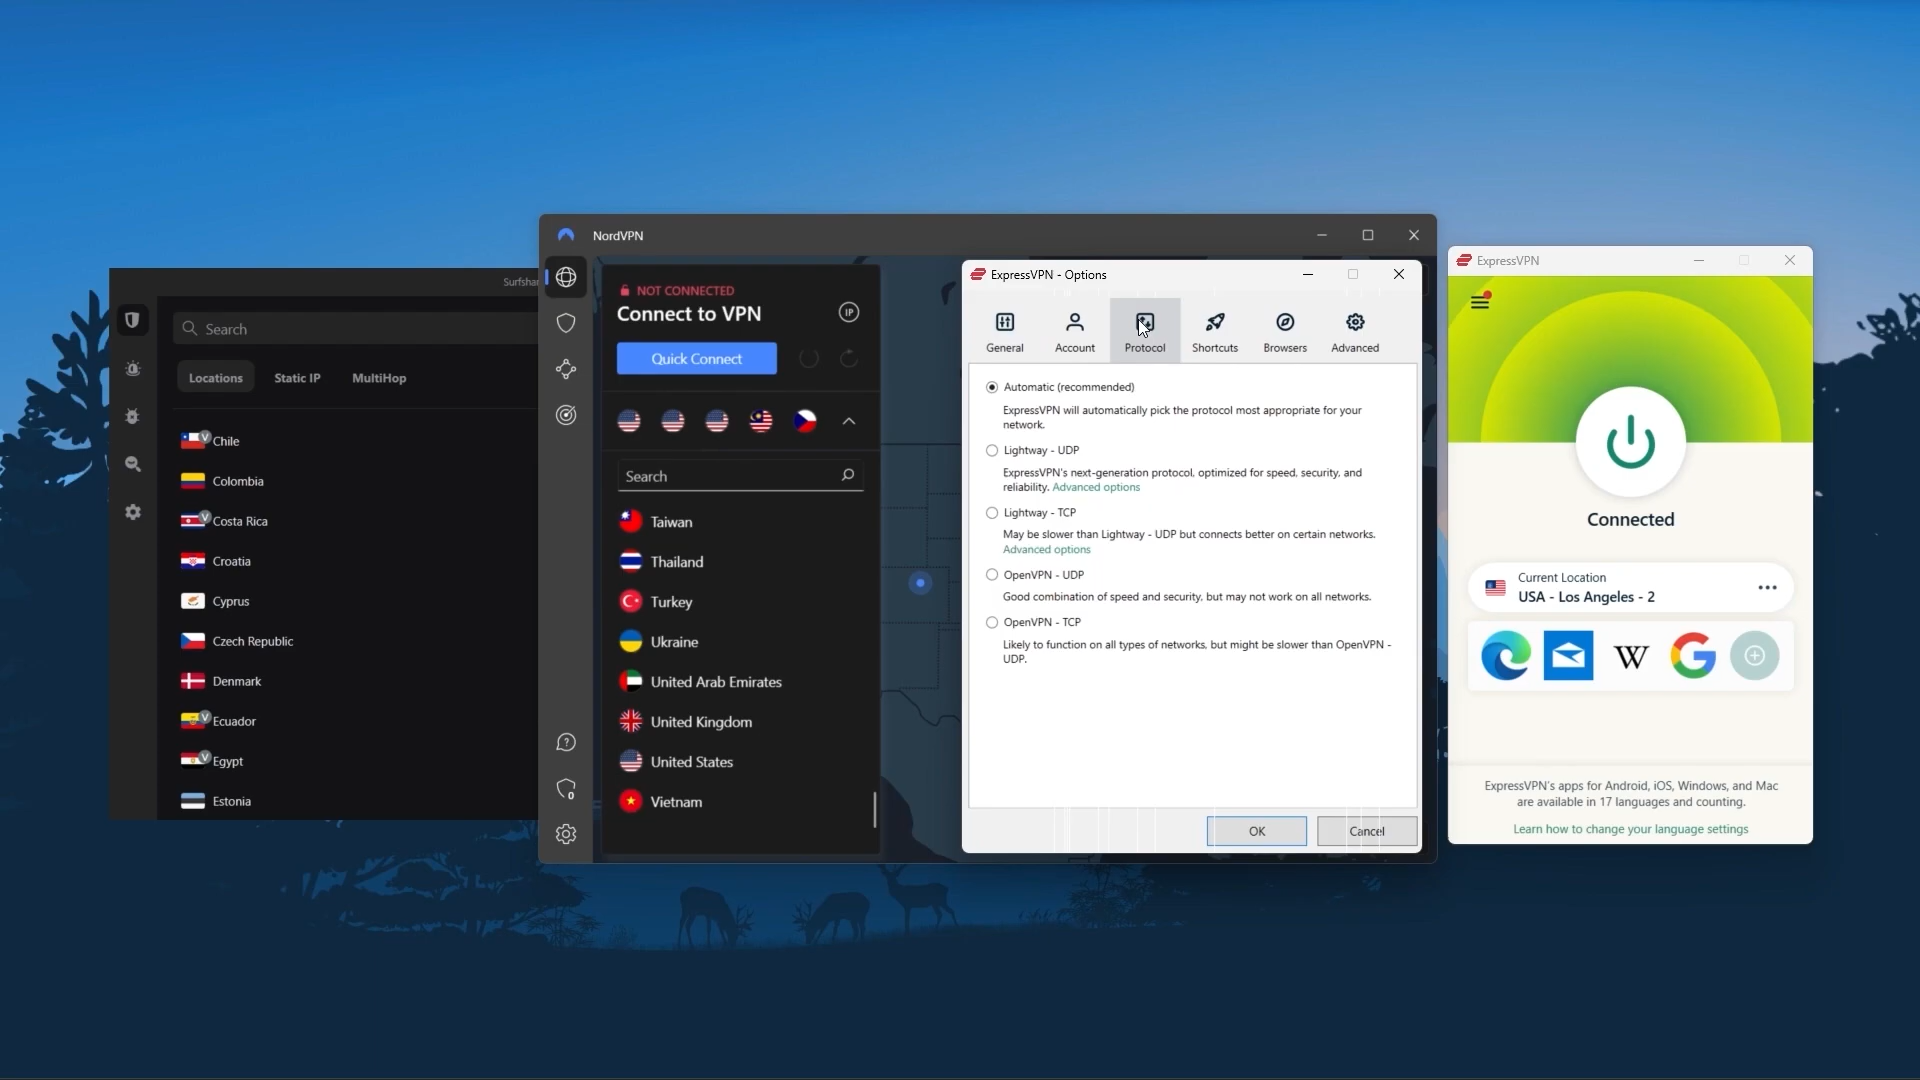 Surfshar
Search
Locations
Static IP
MultiHop
Chile
Colombia
Costa Rica
Croatia
Cyprus
Czech Republic
Denmark
Ecuador
Egypt
Estonia
NordVPN
NOT CONNECTED
Connect to VPN
IP
Quick Connect
Search
Taiwan
Thailand
Turkey
Ukraine
United Arab Emirates
United Kingdom
United States
Vietnam
ExpressVPN - Options
General
Account
Protocol
Shortcuts
Browsers
Advanced
Automatic (recommended)
ExpressVPN will automatically pick the protocol most appropriate for your
network.
Lightway - UDP
ExpressVPN's next-generation protocol, optimized for speed, security, and
reliability. Advanced options
Lightway - TCP
May be slower than Lightway - UDP but connects better on certain networks.
Advanced options
OpenVPN - UDP
Good combination of speed and security, but may not work on all networks.
OpenVPN - TCP
Likely to function on all types of networks, but might be slower than OpenVPN -
UDP.
OK
Cancel
ExpressVPN
Connected
Current Location
USA - Los Angeles - 2
W
ExpressVPN's apps for Android, iOS, Windows, and Mac
are available in 17 languages and counting.
Learn how to change your language settings